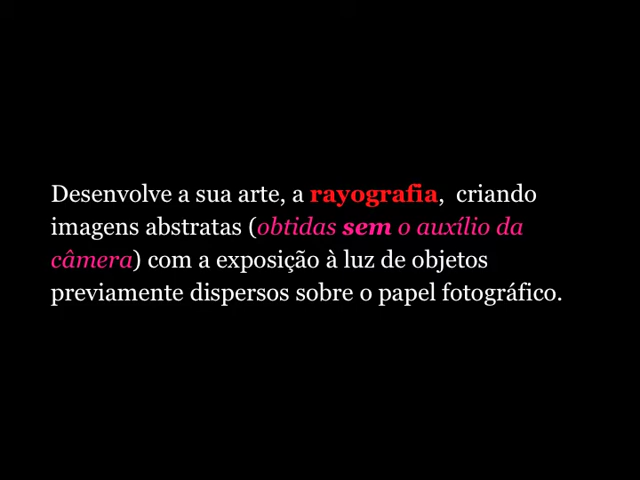 Desenvolve a sua arte, a rayografia,  criando
imagens abstratas (obtidas sem o auxílio da
câmera) com a exposição à luz de objetos
previamente dispersos sobre o papel fotográfico.